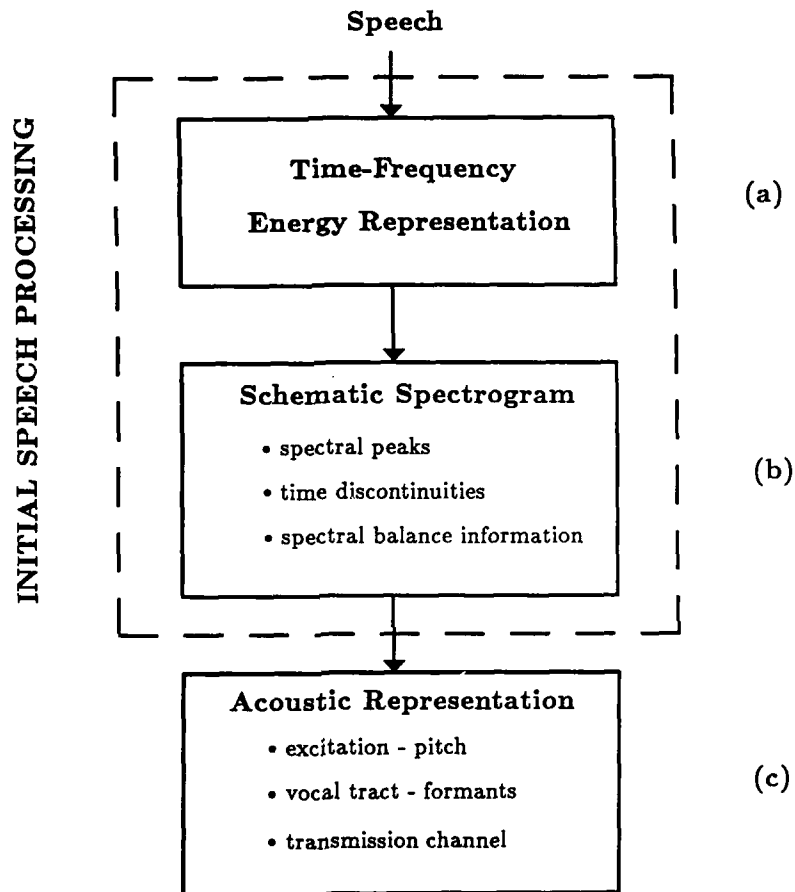 Speech
INITIAL SPEECH PROCESSING
Time-Frequency
Energy Representation
(a)
Schematic Spectrogram
• spectral peaks
• time discontinuities
• spectral balance information
(b)
Acoustic Representation
• excitation - pitch
• vocal tract - formants
• transmission channel
(c)